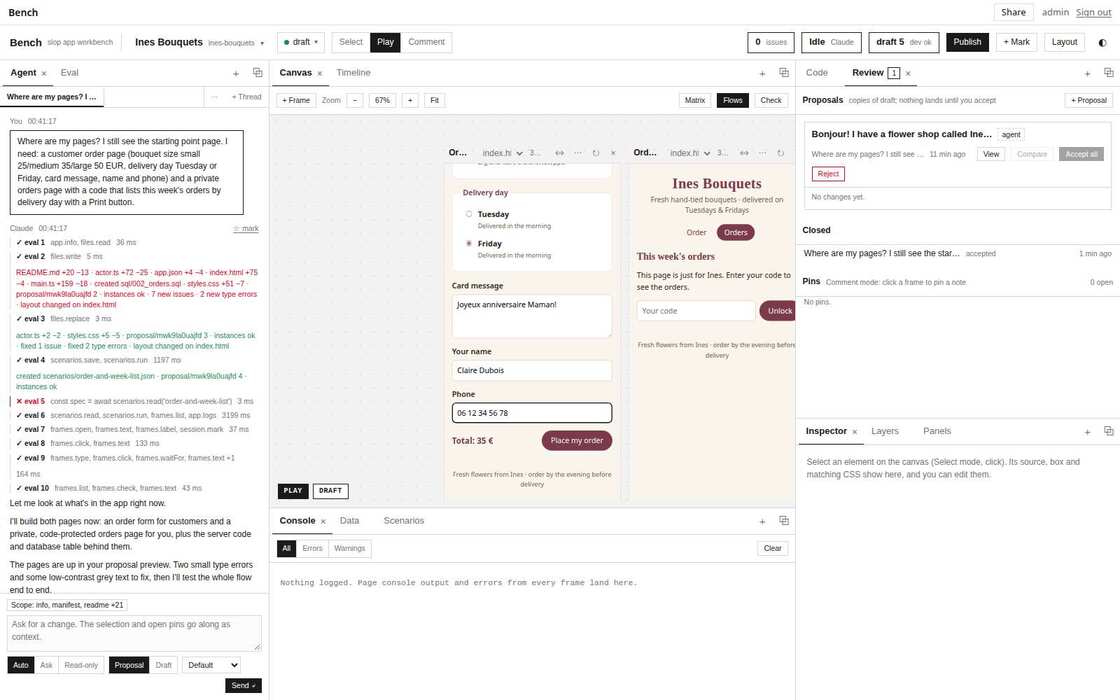 Bench
Share admin Sign out
Bench slop app workbench Ines Bouquets ines-bouquets draft Select Play Comment 0 issues Idle Claude draft 5 dev ok Publish + Mark Layout
Agent × Eval
Where are my pages? I ... + Thread
You 00:41:17
Where are my pages? I still see the starting point page. I
need: a customer order page (bouquet size small
25/medium 35/large 50 EUR, delivery day Tuesday or
Friday, card message, name and phone) and a private
orders page with a code that lists this week's orders by
delivery day with a Print button.
Claude 00:41:17 ☆ mark
✓ eval 1 app.info, files.read 36 ms
✓ eval 2 files.write 5 ms
README.md +20 −13 · actor.ts +72 −25 · app.json +4 −4 · index.html +75
−4 · main.ts +159 −18 · created sql/002_orders.sql · styles.css +51 −7 ·
proposal/mwk9la0uajfd 2 · instances ok · 7 new issues · 2 new type errors
· layout changed on index.html
✓ eval 3 files.replace 3 ms
actor.ts +2 −2 · styles.css +5 −5 · proposal/mwk9la0uajfd 3 · instances ok
· fixed 1 issue · fixed 2 type errors · layout changed on index.html
✓ eval 4 scenarios.save, scenarios.run 1197 ms
created scenarios/order-and-week-list.json · proposal/mwk9la0uajfd 4 ·
instances ok
✕ eval 5 const spec = await scenarios.read('order-and-week-list') 3 ms
✓ eval 6 scenarios.read, scenarios.run, frames.list, app.logs 3199 ms
✓ eval 7 frames.open, frames.text, frames.label, session.mark 37 ms
✓ eval 8 frames.click, frames.text 133 ms
✓ eval 9 frames.type, frames.click, frames.waitFor, frames.text +1
164 ms
✓ eval 10 frames.list, frames.check, frames.text 43 ms
Let me look at what's in the app right now.
I'll build both pages now: an order form for customers and a
private, code-protected orders page for you, plus the server code
and database table behind them.
The pages are up in your proposal preview. Two small type errors
and some low-contrast grey text to fix, then I'll test the whole flow
end to end.
Scope: info, manifest, readme +21
Ask for a change. The selection and open pins go along as
context.
Auto Ask Read-only Proposal Draft Default
Send
Canvas × Timeline
+ Frame Zoom − 67% + Fit Matrix Flows Check
Or... index.ht 3...
Delivery day
Tuesday
Delivered in the morning
Friday
Delivered in the morning
Card message
Joyeux anniversaire Maman!
Your name
Claire Dubois
Phone
06 12 34 56 78
Total: 35 € Place my order
Fresh flowers from Ines · order by the evening before
delivery
Ord... index.ht 3...
Ines Bouquets
Fresh hand-tied bouquets · delivered on
Tuesdays & Fridays
Order Orders
This week's orders
This page is just for Ines. Enter your code to
see the orders.
Your code Unlock
Fresh flowers from Ines · order by the evening before
delivery
PLAY DRAFT
Console × Data Scenarios
All Errors Warnings Clear
Nothing logged. Page console output and errors from every frame land here.
Code Review 1 ×
Proposals copies of draft; nothing lands until you accept + Proposal
Bonjour! I have a flower shop called Ine... agent
Where are my pages? I still see ... 11 min ago View Compare Accept all
Reject
No changes yet.
Closed
Where are my pages? I still see the star... accepted 1 min ago
Pins Comment mode: click a frame to pin a note 0 open
No pins.
Inspector × Layers Panels
Select an element on the canvas (Select mode, click). Its source, box and
matching CSS show here, and you can edit them.